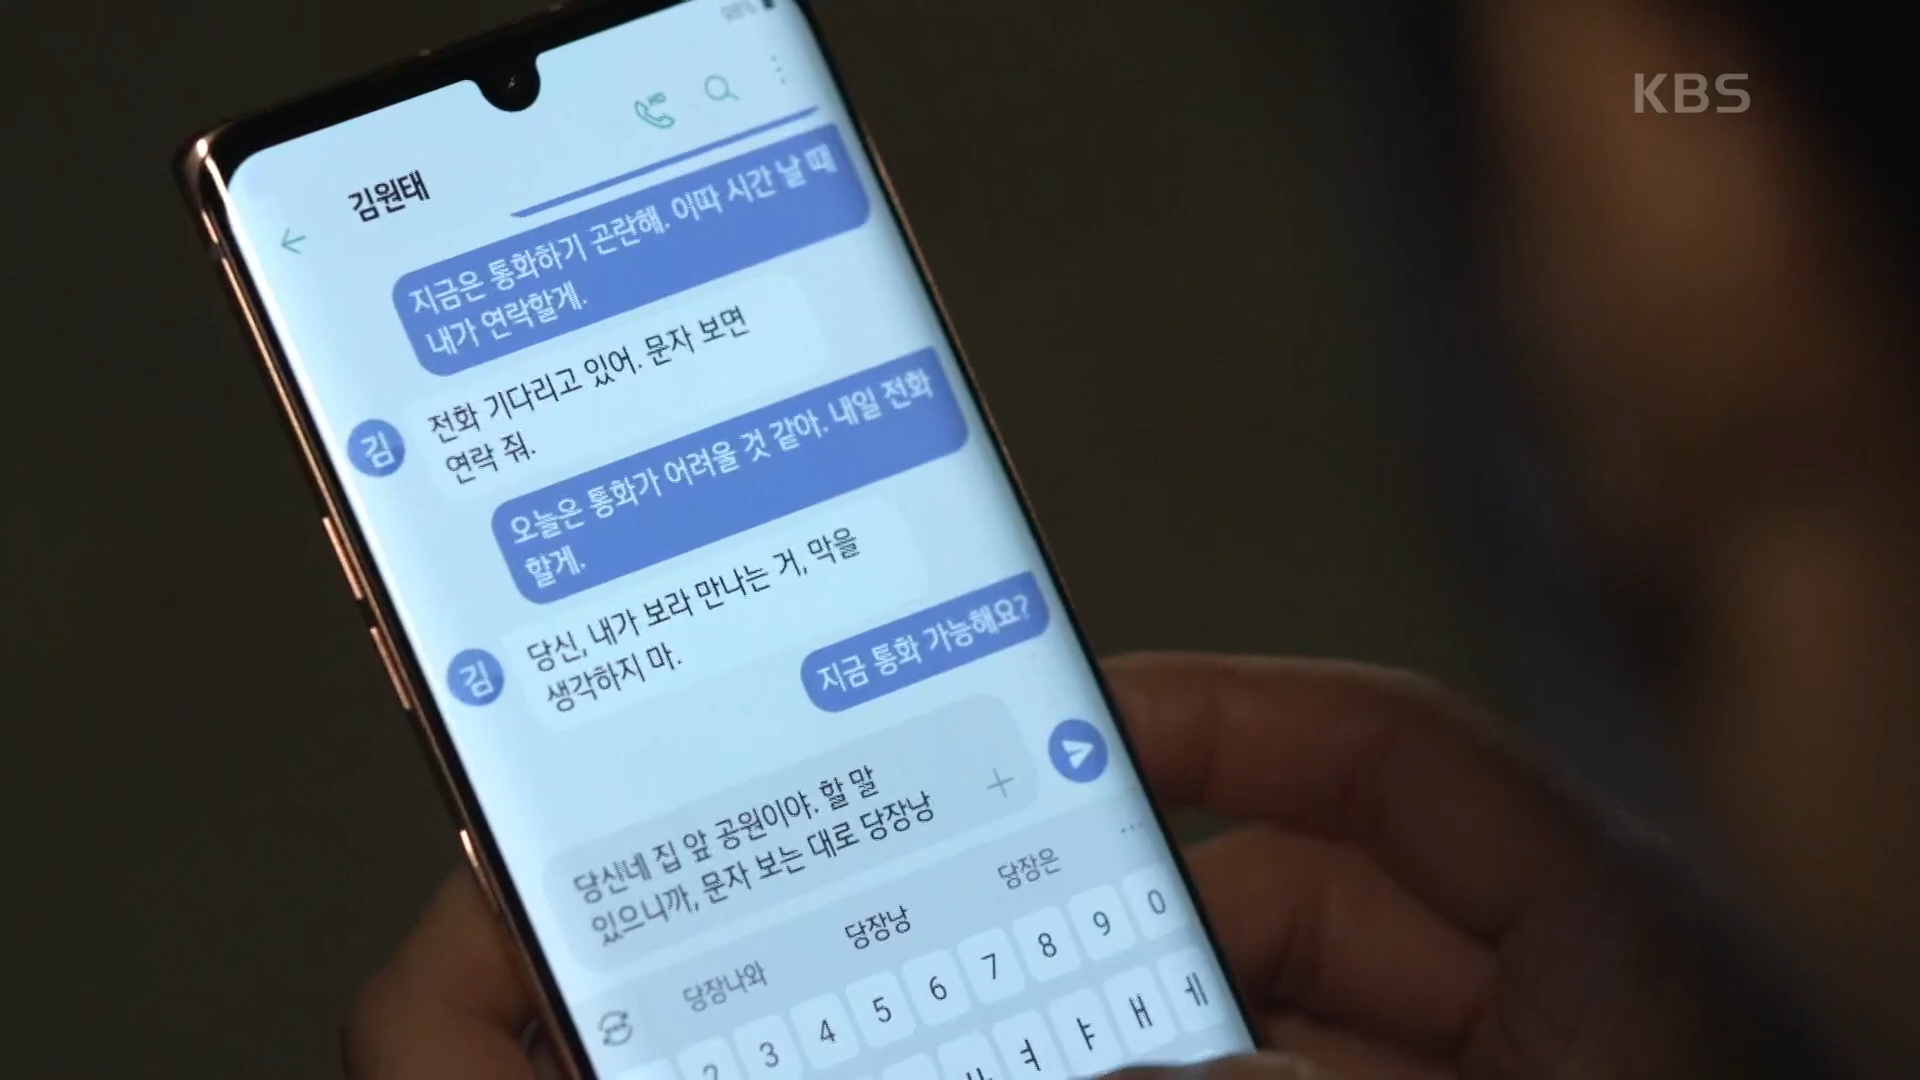 KBS
김원태
지금은 통화하기 곤란해. 이따 시간 날 때
내가 연락할게.
전화 기다리고 있어. 문자 보면
연락 줘.
김
오늘은 통화가 어려울 것 같아. 내일 전화
할게.
당신, 내가 보라 만나는 거, 막을
생각하지 마.
김
지금 통화 가능해요?
당신네 집 앞 공원이야. 할 말
있으니까, 문자 보는 대로 당장낭
당장나와 당장낭 당장은
2 3 4 5 6 7 8 9 0
ㅕ ㅑ ㅐ ㅔ